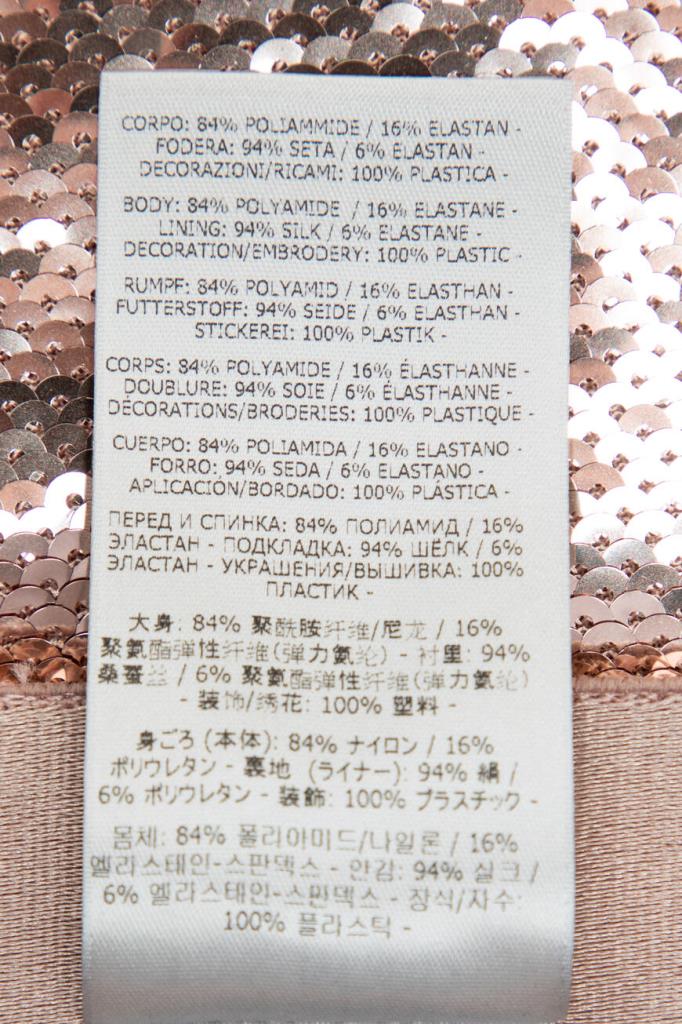 CORPO: 84% POLIAMMIDE / 16% ELASTAN -
FODERA: 94% SETA / 6% ELASTAN -
DECORAZIONI/RICAMI: 100% PLASTICA -
BODY: 84% POLYAMIDE / 16% ELASTANE -
LINING: 94% SILK / 6% ELASTANE -
DECORATION/EMBRODERY: 100% PLASTIC -
RUMPF: 84% POLYAMID / 16% ELASTHAN -
FUTTERSTOFF: 94% SEIDE / 6% ELASTHAN -
STICKEREI: 100% PLASTIK -
CORPS: 84% POLYAMIDE / 16% ÉLASTHANNE -
DOUBLURE: 94% SOIE / 6% ÉLASTHANNE -
DÉCORATIONS/BRODERIES: 100% PLASTIQUE -
CUERPO: 84% POLIAMIDA / 16% ELASTANO -
FORRO: 94% SEDA / 6% ELASTANO -
APLICACIÓN/BORDADO: 100% PLÁSTICA -
ПЕРЕД И СПИНКА: 84% ПОЛИАМИД / 16%
ЭЛАСТАН - ПОДКЛАДКА: 94% ШЁЛК / 6%
ЭЛАСТАН - УКРАШЕНИЯ/ВЫШИВКА: 100%
ПЛАСТИК -
大身: 84% 聚酰胺纤维/尼龙 / 16%
聚氨酯弹性纤维(弹力氨纶) - 衬里: 94%
桑蚕丝 / 6% 聚氨酯弹性纤维(弹力氨纶)
- 装饰/绣花: 100% 塑料 -
身ごろ (本体): 84% ナイロン / 16%
ポリウレタン - 裏地 (ライナー): 94% 絹 /
6% ポリウレタン - 装飾: 100% プラスチック -
몸체: 84% 폴리아미드/나일론 / 16%
엘라스테인-스판덱스 - 안감: 94% 실크 /
6% 엘라스테인-스판덱스 - 장식/자수:
100% 플라스틱 -